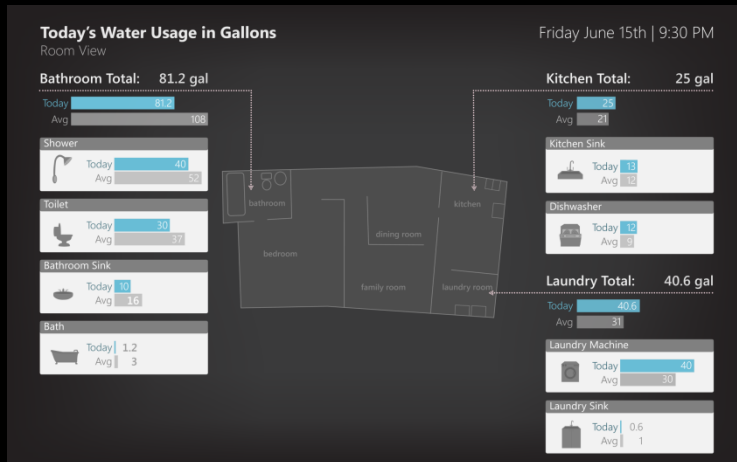 Today's Water Usage in Gallons
Room View
Friday June 15th | 9:30 PM
Bathroom Total: 81.2 gal
Today 81.2
Avg 108
Shower
Today 40
Avg 52
Toilet
Today 30
Avg 37
Bathroom Sink
Today 10
Avg 16
Bath
Today 1.2
Avg 3
bathroom
bedroom
dining room
family room
kitchen
laundry room
Kitchen Total: 25 gal
Today 25
Avg 21
Kitchen Sink
Today 13
Avg 12
Dishwasher
Today 12
Avg 9
Laundry Total: 40.6 gal
Today 40.6
Avg 31
Laundry Machine
Today 40
Avg 30
Laundry Sink
Today 0.6
Avg 1